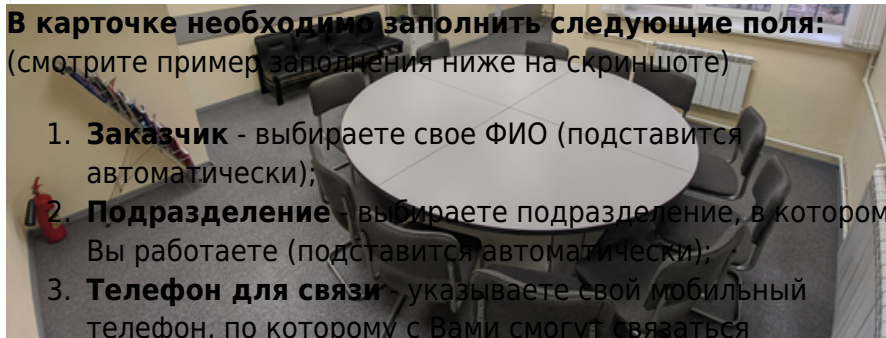 В карточке необходимо заполнить следующие поля:
(смотрите пример заполнения ниже на скриншоте)
1. Заказчик - выбираете свое ФИО (подставится
автоматически);
2. Подразделение - выбираете подразделение, в котором
Вы работаете (подставится автоматически);
3. Телефон для связи - указываете свой мобильный
телефон, по которому с Вами смогут связаться